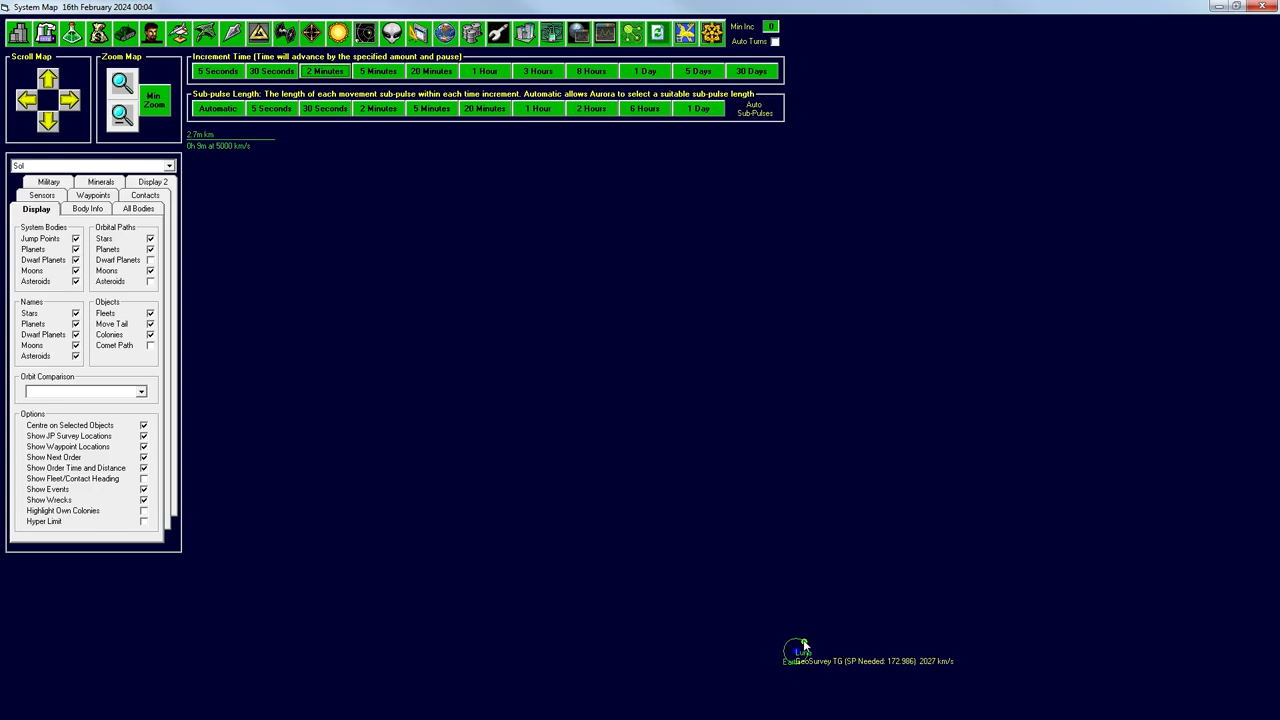 System Map   16th February 2024 00:04
Min Inc 0
Auto Turns
Scroll Map
Zoom Map
Min Zoom
Increment Time [Time will advance by the specified amount and pause]
5 Seconds 30 Seconds 2 Minutes 5 Minutes 20 Minutes 1 Hour 3 Hours 8 Hours 1 Day 5 Days 30 Days
Sub-pulse Length: The length of each movement sub-pulse within each time increment. Automatic allows Aurora to select a suitable sub-pulse length
Automatic 5 Seconds 30 Seconds 2 Minutes 5 Minutes 20 Minutes 1 Hour 2 Hours 6 Hours 1 Day Auto Sub-Pulses
2.7m km
0h 9m at 5000 km/s
Sol
Military Minerals Display 2
Sensors Waypoints Contacts
Display Body Info All Bodies
System Bodies
Jump Points
Planets
Dwarf Planets
Moons
Asteroids
Orbital Paths
Stars
Planets
Dwarf Planets
Moons
Asteroids
Names
Stars
Planets
Dwarf Planets
Moons
Asteroids
Objects
Fleets
Move Tail
Colonies
Comet Path
Orbit Comparison
Options
Centre on Selected Objects
Show JP Survey Locations
Show Waypoint Locations
Show Next Order
Show Order Time and Distance
Show Fleet/Contact Heading
Show Events
Show Wrecks
Highlight Own Colonies
Hyper Limit
GeoSurvey TG (SP Needed: 172.986)  2027 km/s